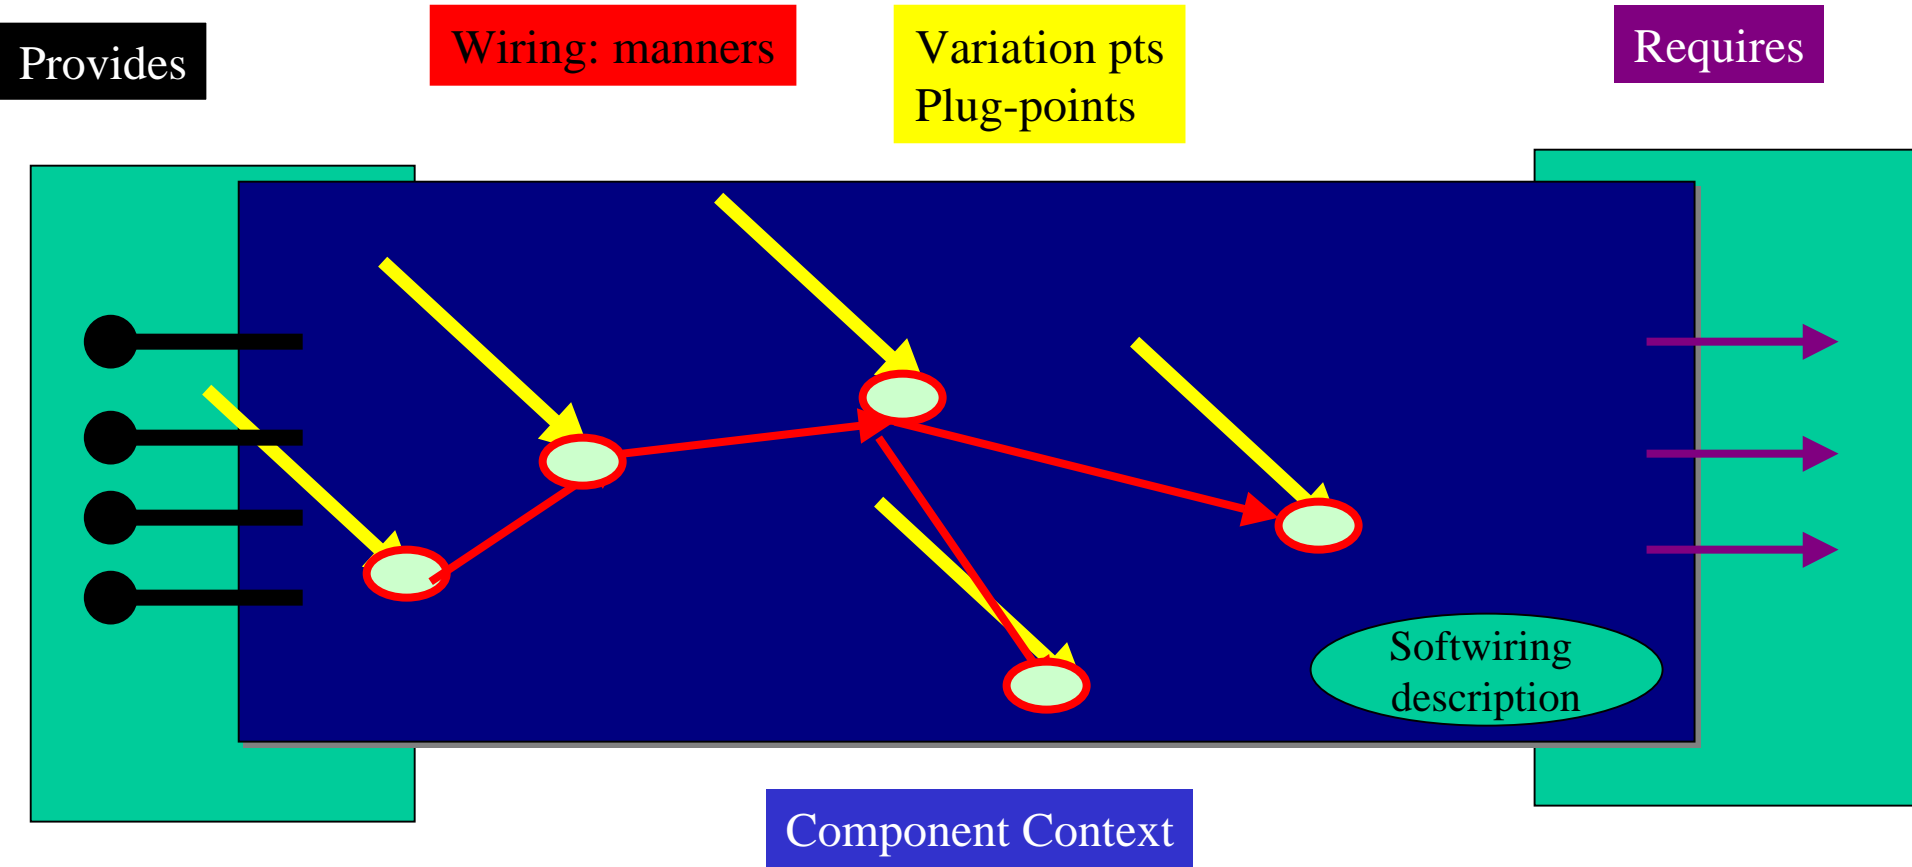 Provides
Wiring: manners
Variation pts
Plug-points
Requires
Softwiring
description
Component Context